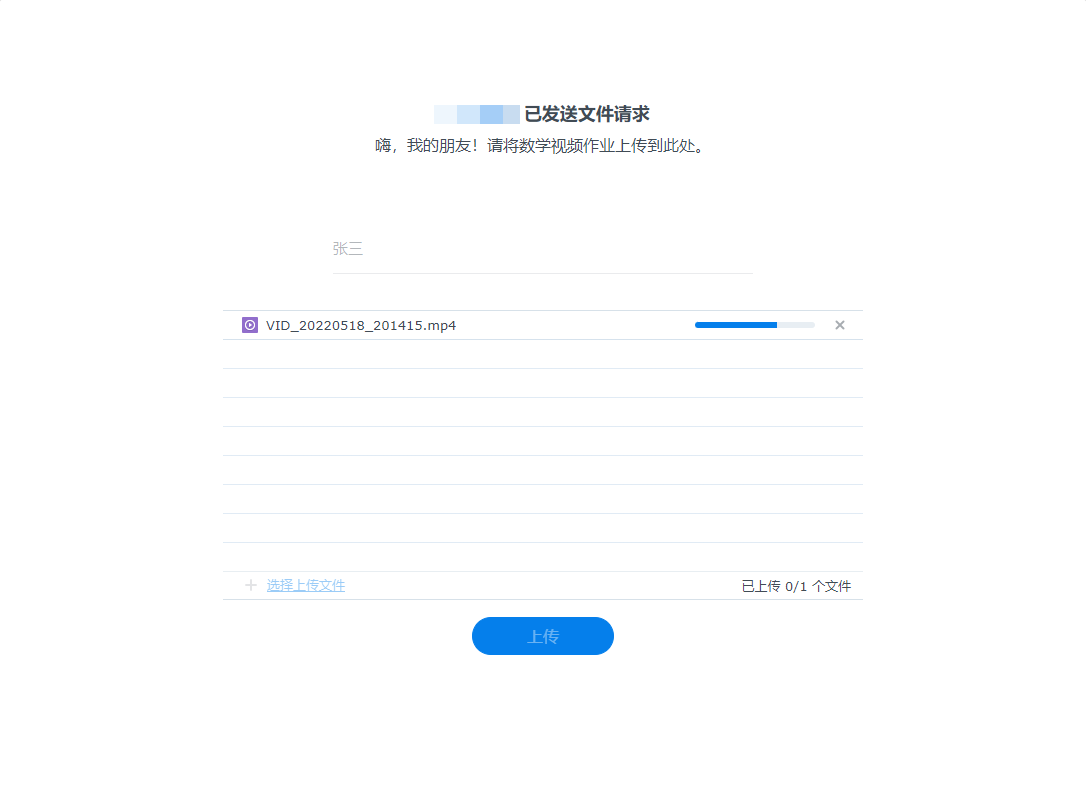 已发送文件请求
嗨，我的朋友！请将数学视频作业上传到此处。
张三
VID_20220518_201415.mp4
选择上传文件 已上传 0/1 个文件
上传